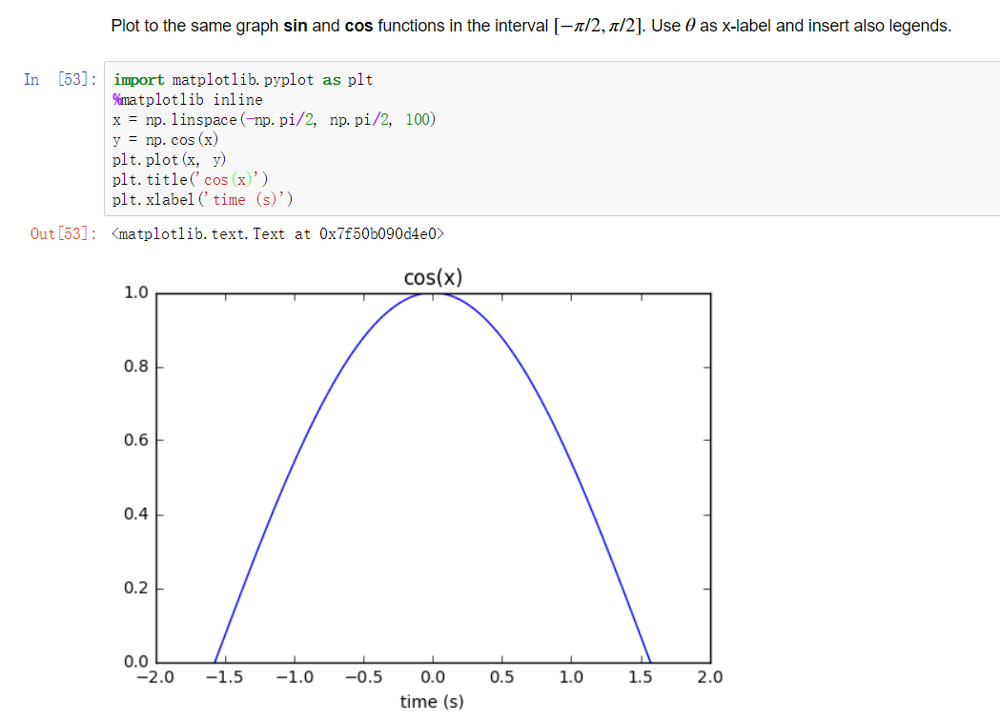 Plot to the same graph sin and cos functions in the interval [−π/2, π/2]. Use θ as x-label and insert also legends.
In [53]: import matplotlib.pyplot as plt
%matplotlib inline
x = np.linspace(-np.pi/2, np.pi/2, 100)
y = np.cos(x)
plt.plot(x, y)
plt.title('cos(x)')
plt.xlabel('time (s)')
Out[53]: <matplotlib.text.Text at 0x7f50b090d4e0>
cos(x)
1.0
0.8
0.6
0.4
0.2
0.0
−2.0 −1.5 −1.0 −0.5 0.0 0.5 1.0 1.5 2.0
time (s)